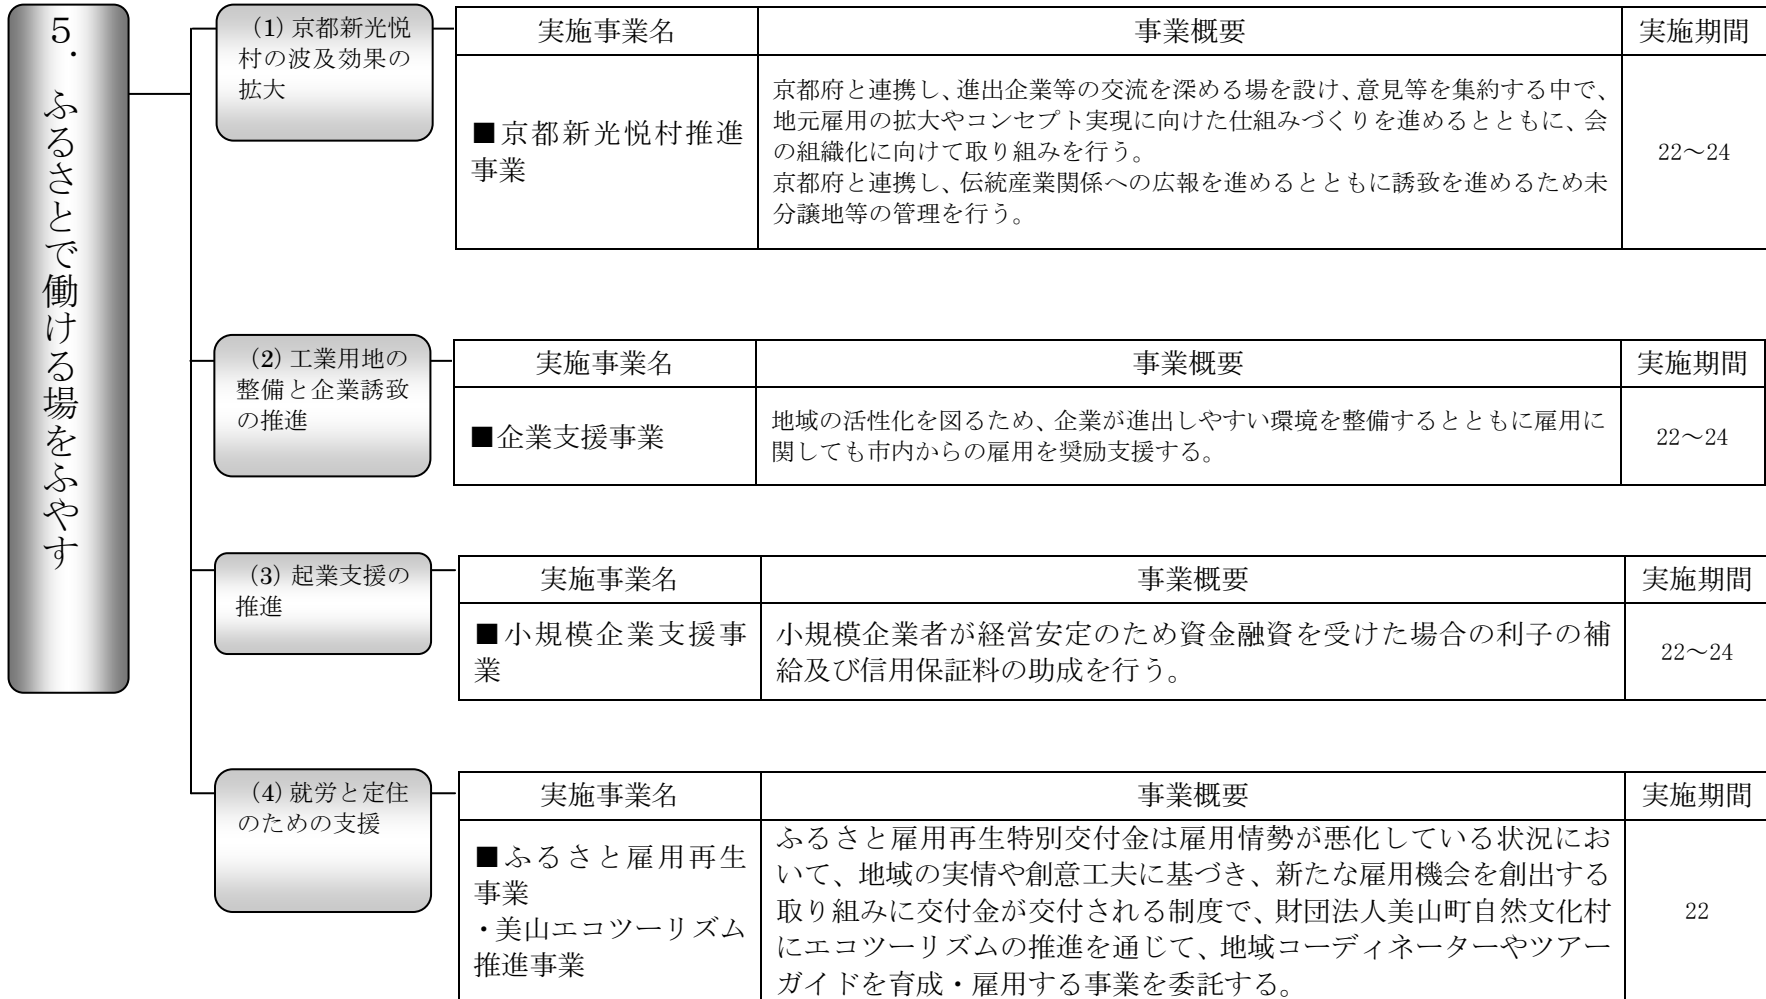 5. ふるさとで働ける場をふやす
(1) 京都新光悦
村の波及効果の
拡大
実施事業名 事業概要 実施期間
■京都新光悦村推進
事業
京都府と連携し、進出企業等の交流を深める場を設け、意見等を集約する中で、
地元雇用の拡大やコンセプト実現に向けた仕組みづくりを進めるとともに、会
の組織化に向けて取り組みを行う。
京都府と連携し、伝統産業関係への広報を進めるとともに誘致を進めるため未
分譲地等の管理を行う。
22～24
(2) 工業用地の
整備と企業誘致
の推進
実施事業名 事業概要 実施期間
■企業支援事業
地域の活性化を図るため、企業が進出しやすい環境を整備するとともに雇用に
関しても市内からの雇用を奨励支援する。
22～24
(3) 起業支援の
推進
実施事業名 事業概要 実施期間
■小規模企業支援事
業
小規模企業者が経営安定のため資金融資を受けた場合の利子の補
給及び信用保証料の助成を行う。
22～24
(4) 就労と定住
のための支援
実施事業名 事業概要 実施期間
■ふるさと雇用再生
事業
・美山エコツーリズム
推進事業
ふるさと雇用再生特別交付金は雇用情勢が悪化している状況にお
いて、地域の実情や創意工夫に基づき、新たな雇用機会を創出する
取り組みに交付金が交付される制度で、財団法人美山町自然文化村
にエコツーリズムの推進を通じて、地域コーディネーターやツアー
ガイドを育成・雇用する事業を委託する。
22